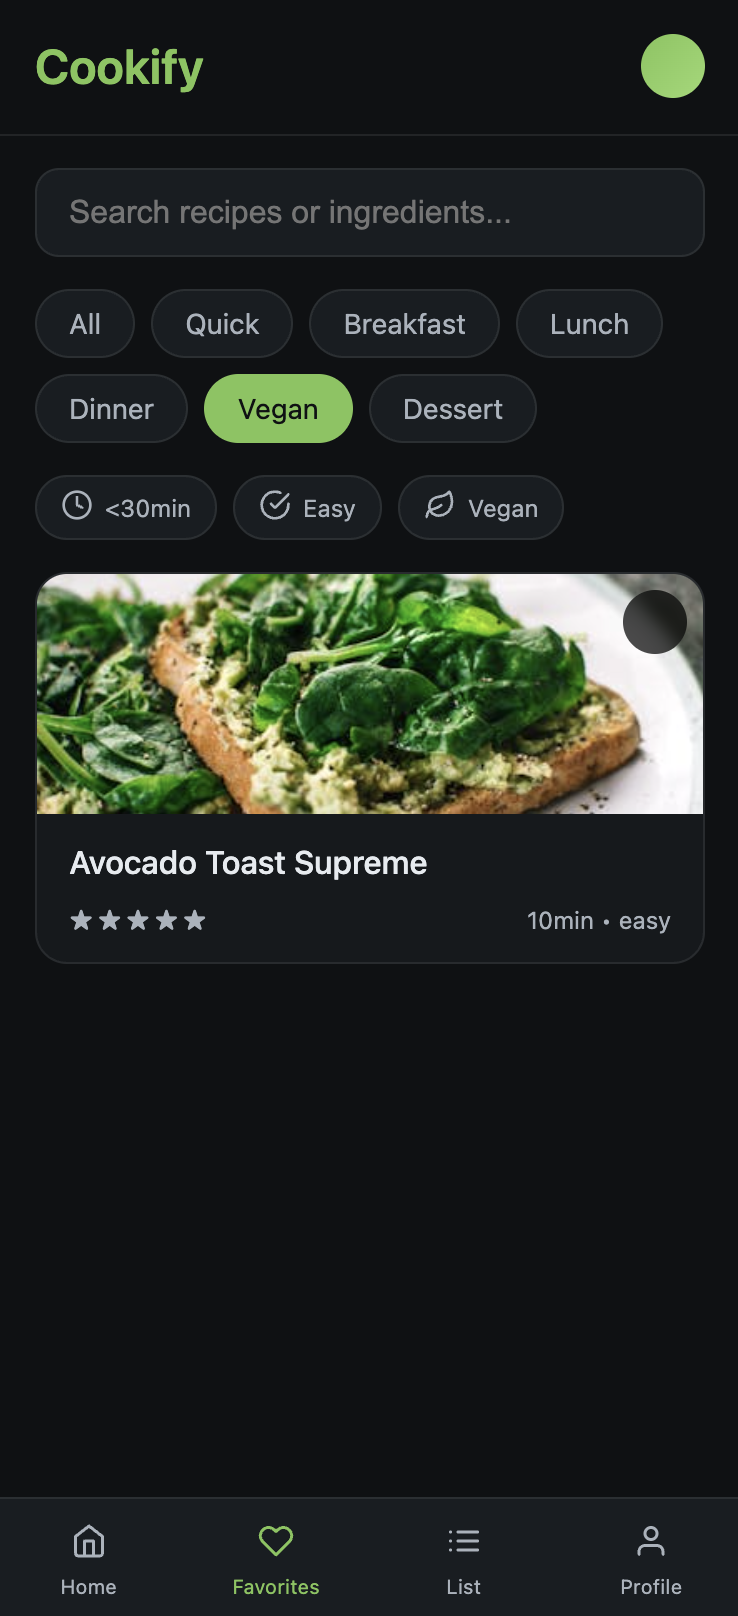 Cookify
Search recipes or ingredients...
All Quick Breakfast Lunch
Dinner Vegan Dessert
<30min Easy Vegan
Avocado Toast Supreme
★★★★★ 10min • easy
Home Favorites List Profile